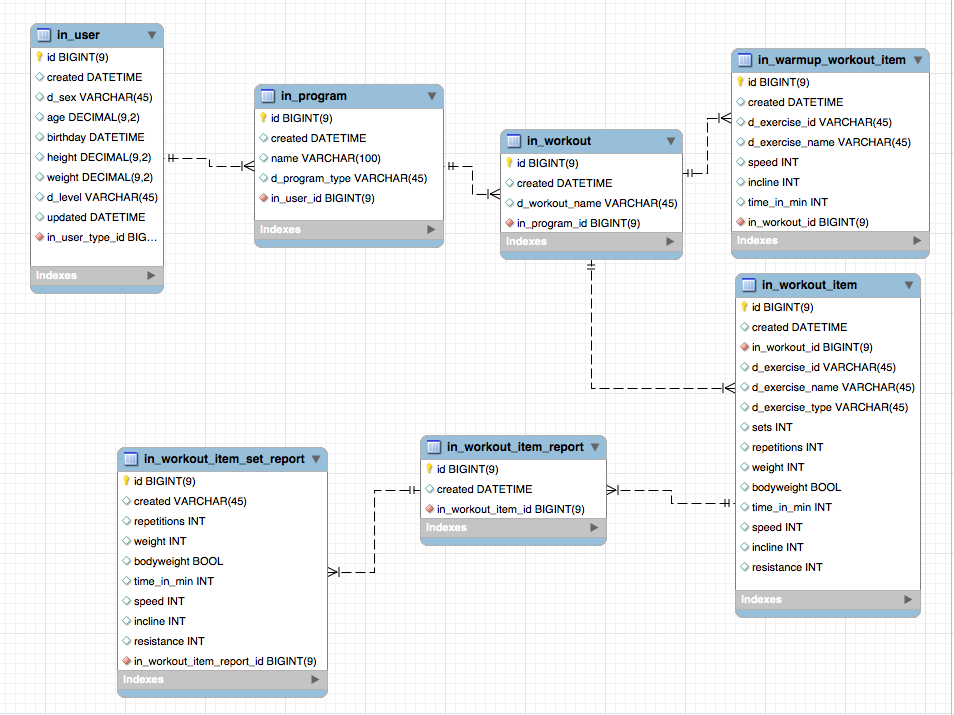 in_user
id BIGINT(9)
created DATETIME
d_sex VARCHAR(45)
age DECIMAL(9,2)
birthday DATETIME
height DECIMAL(9,2)
weight DECIMAL(9,2)
d_level VARCHAR(45)
updated DATETIME
in_user_type_id BIG...
Indexes
in_program
id BIGINT(9)
created DATETIME
name VARCHAR(100)
d_program_type VARCHAR(45)
in_user_id BIGINT(9)
Indexes
in_workout
id BIGINT(9)
created DATETIME
d_workout_name VARCHAR(45)
in_program_id BIGINT(9)
Indexes
in_warmup_workout_item
id BIGINT(9)
created DATETIME
d_exercise_id VARCHAR(45)
d_exercise_name VARCHAR(45)
speed INT
incline INT
time_in_min INT
in_workout_id BIGINT(9)
Indexes
in_workout_item
id BIGINT(9)
created DATETIME
in_workout_id BIGINT(9)
d_exercise_id VARCHAR(45)
d_exercise_name VARCHAR(45)
d_exercise_type VARCHAR(45)
sets INT
repetitions INT
weight INT
bodyweight BOOL
time_in_min INT
speed INT
incline INT
resistance INT
Indexes
in_workout_item_report
id BIGINT(9)
created DATETIME
in_workout_item_id BIGINT(9)
Indexes
in_workout_item_set_report
id BIGINT(9)
created VARCHAR(45)
repetitions INT
weight INT
bodyweight BOOL
time_in_min INT
speed INT
incline INT
resistance INT
in_workout_item_report_id BIGINT(9)
Indexes